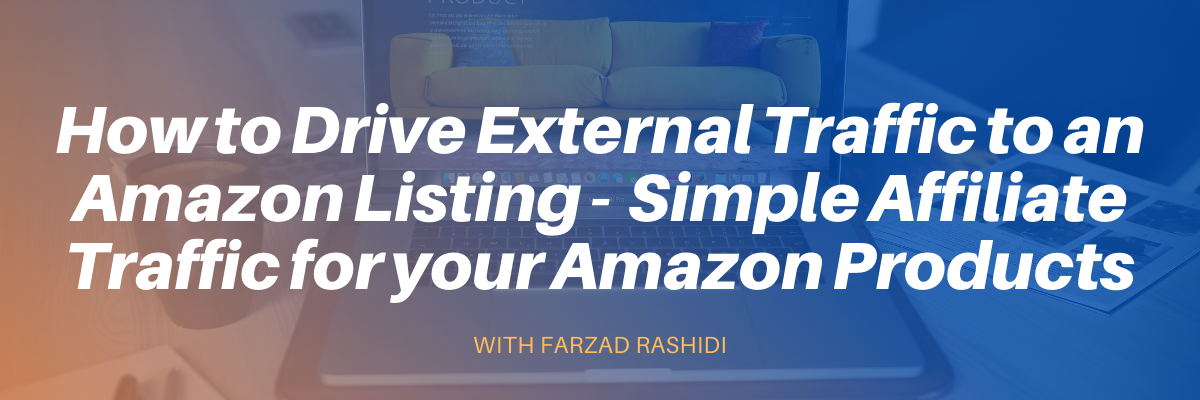 PRODUCT
How to Drive External Traffic to an
Amazon Listing - Simple Affiliate
Traffic for your Amazon Products
WITH FARZAD RASHIDI